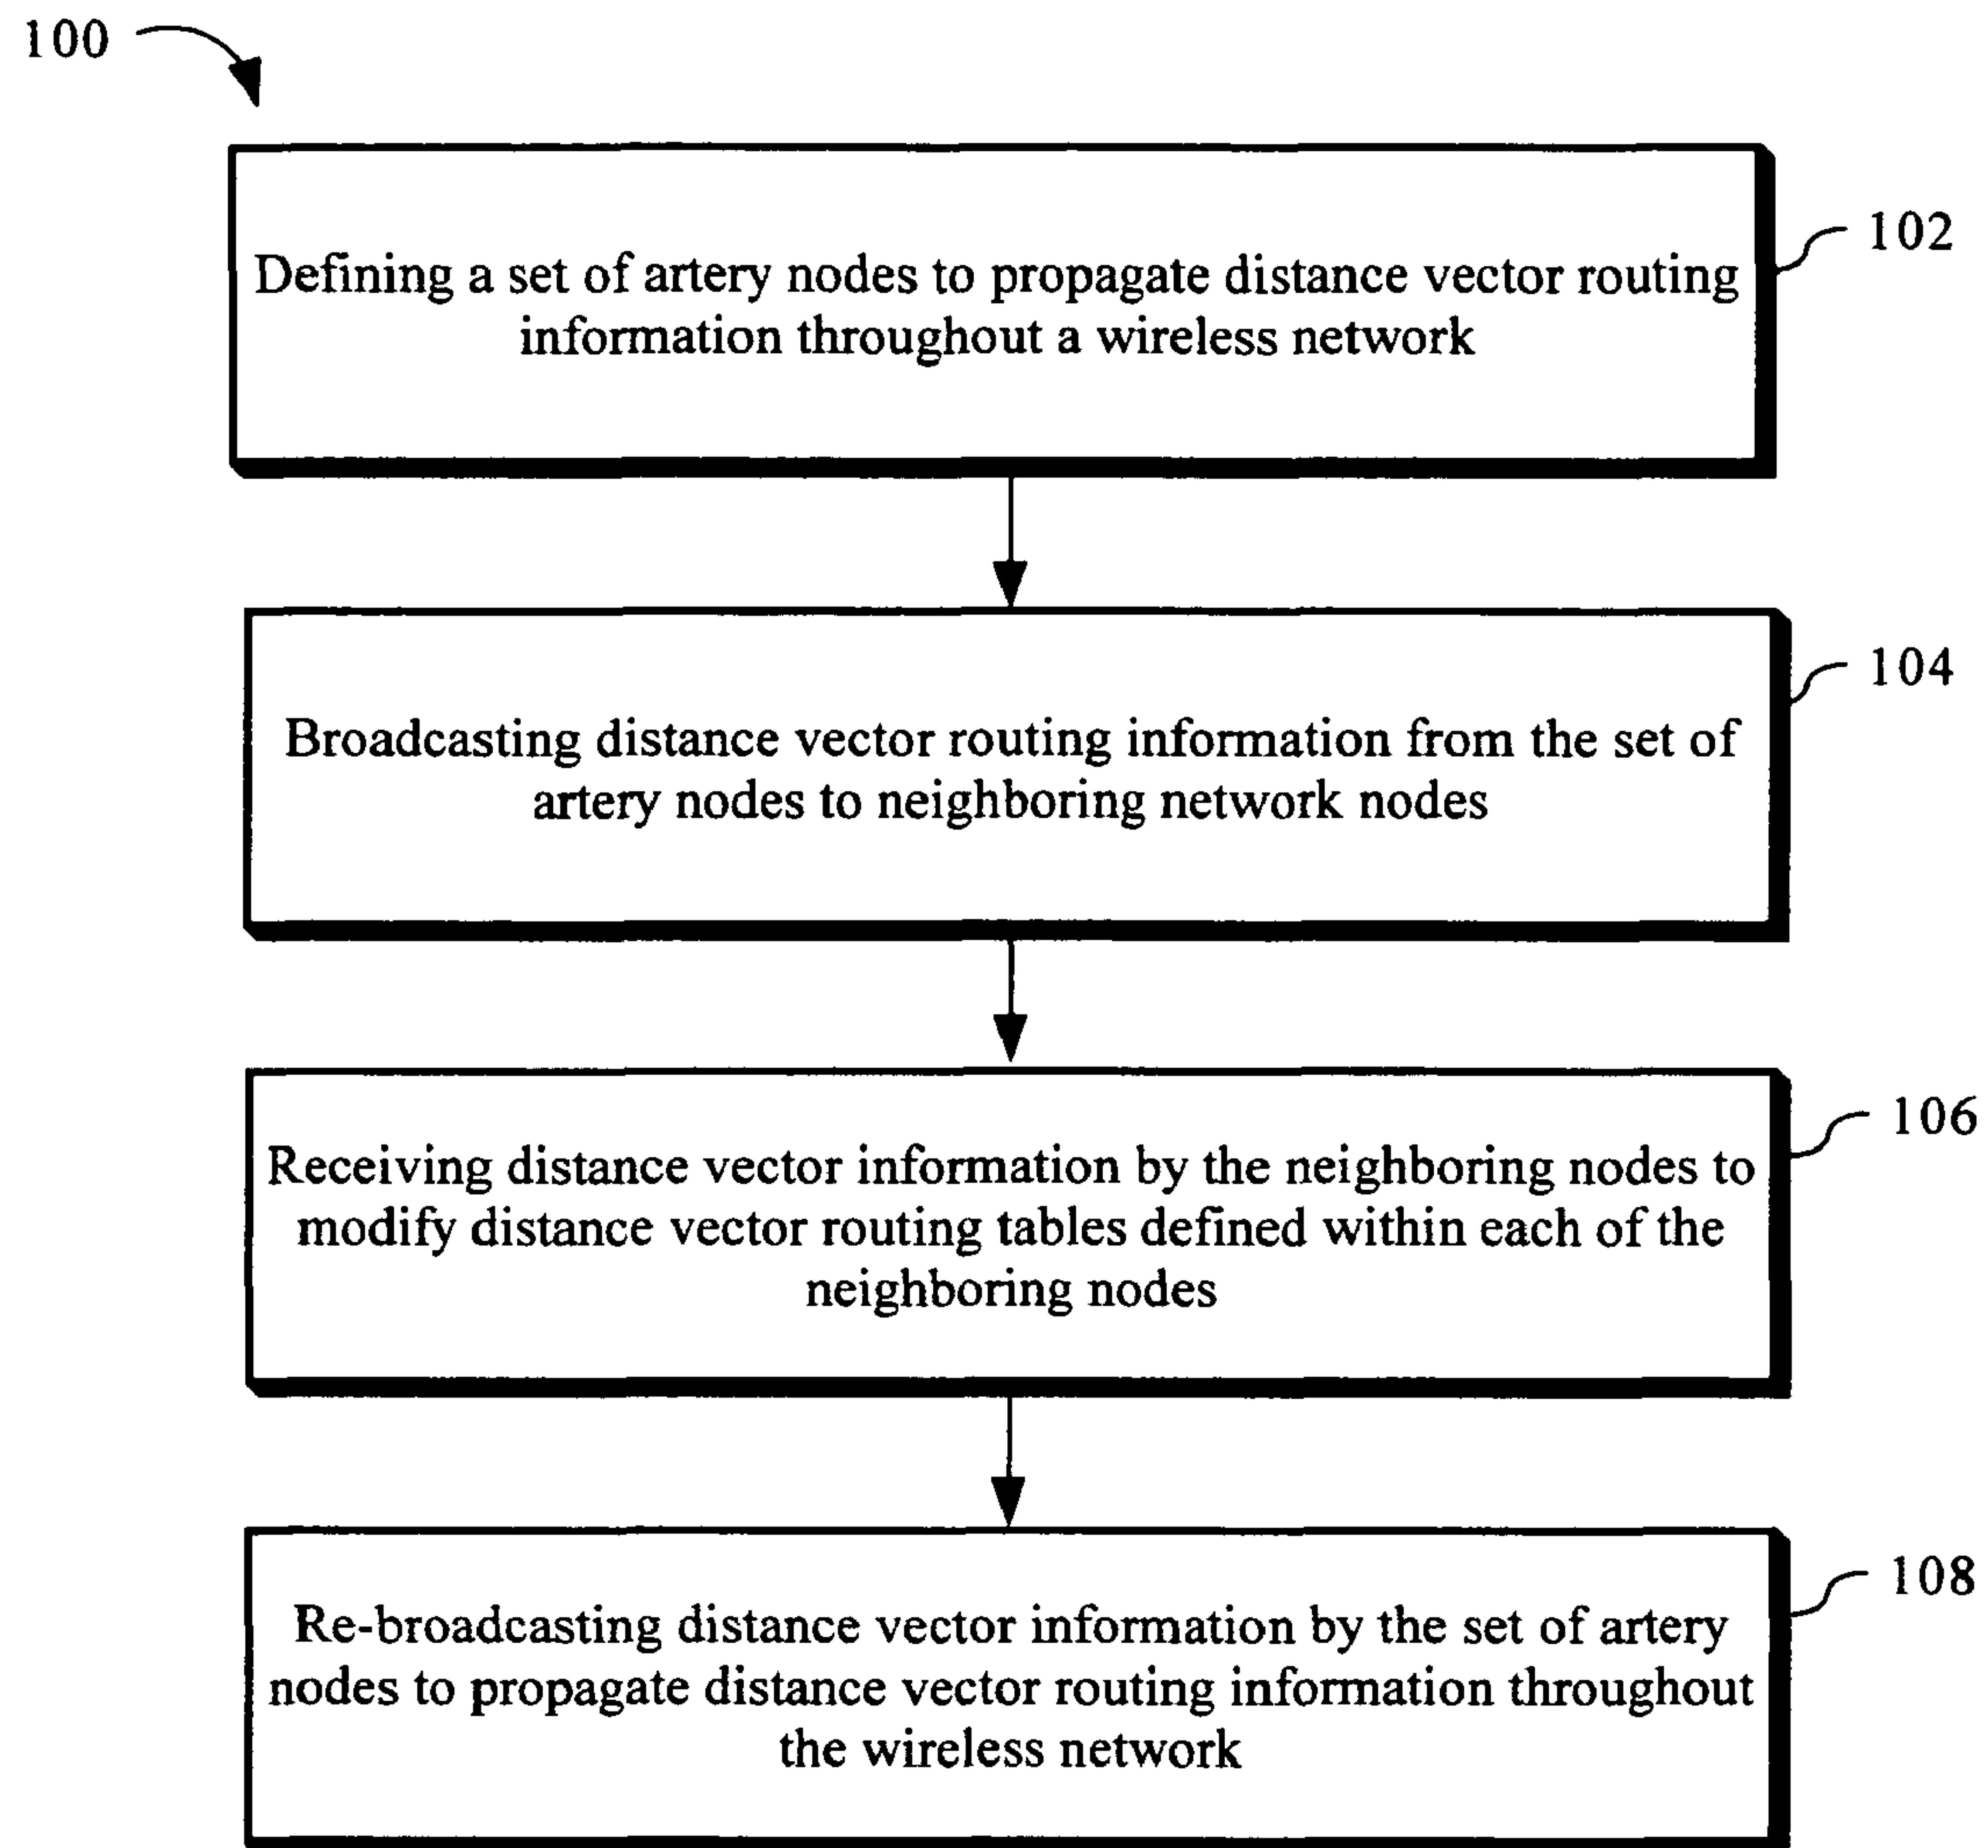 100
102
Defining a set of artery nodes to propagate distance vector routing
information throughout a wireless network
104
Broadcasting distance vector routing information from the set of
artery nodes to neighboring network nodes
106
Receiving distance vector information by the neighboring nodes to
modify distance vector routing tables defined within each of the
neighboring nodes
108
Re-broadcasting distance vector information by the set of artery
nodes to propagate distance vector routing information throughout
the wireless network